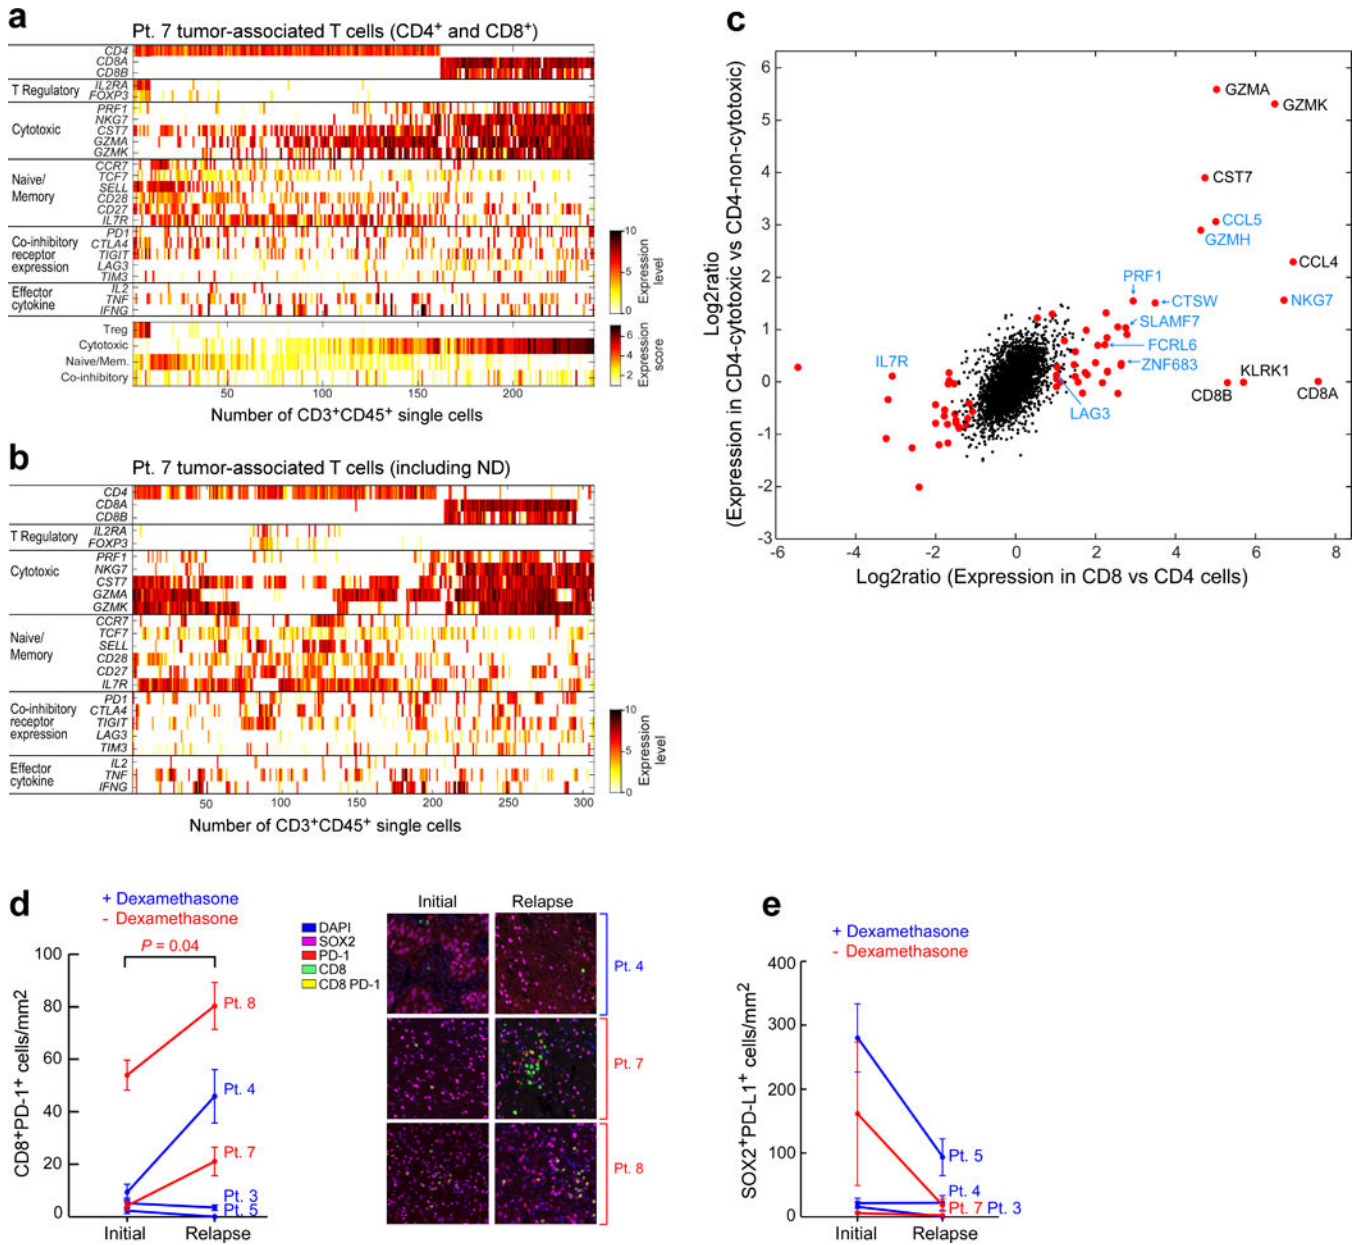 a
Pt. 7 tumor-associated T cells (CD4+ and CD8+)
CD4
CD8A
CD8B
T Regulatory
IL2RA
FOXP3
Cytotoxic
PRF1
NKG7
CST7
GZMA
GZMK
Naive/
Memory
CCR7
TCF7
SELL
CD28
CD27
IL7R
Co-inhibitory
receptor
expression
PD1
CTLA4
TIGIT
LAG3
TIM3
Effector
cytokine
IL2
TNF
IFNG
10
5
0
Expression
level
Treg
Cytotoxic
Naive/Mem.
Co-inhibitory
6
4
2
Expression
score
50 100 150 200
Number of CD3+CD45+ single cells
b
Pt. 7 tumor-associated T cells (including ND)
CD4
CD8A
CD8B
T Regulatory
IL2RA
FOXP3
Cytotoxic
PRF1
NKG7
CST7
GZMA
GZMK
Naive/
Memory
CCR7
TCF7
SELL
CD28
CD27
IL7R
Co-inhibitory
receptor
expression
PD1
CTLA4
TIGIT
LAG3
TIM3
Effector
cytokine
IL2
TNF
IFNG
10
5
0
Expression
level
50 100 150 200 250 300
Number of CD3+CD45+ single cells
c
Log2ratio
(Expression in CD4-cytotoxic vs CD4-non-cytotoxic)
6
5
4
3
2
1
0
-1
-2
-3
GZMA
GZMK
CST7
CCL5
GZMH
CCL4
PRF1
CTSW
NKG7
SLAMF7
FCRL6
ZNF683
IL7R
KLRK1
CD8B
CD8A
LAG3
-6 -4 -2 0 2 4 6 8
Log2ratio (Expression in CD8 vs CD4 cells)
d
+ Dexamethasone
- Dexamethasone
P = 0.04
CD8+PD-1+ cells/mm2
100
80
60
40
20
0
Pt. 8
Pt. 4
Pt. 7
Pt. 3
Pt. 5
Initial Relapse
DAPI
SOX2
PD-1
CD8
CD8 PD-1
Initial Relapse
Pt. 4
Pt. 7
Pt. 8
e
+ Dexamethasone
- Dexamethasone
SOX2+PD-L1+ cells/mm2
400
300
200
100
0
Pt. 5
Pt. 4
Pt. 7 Pt. 3
Initial Relapse